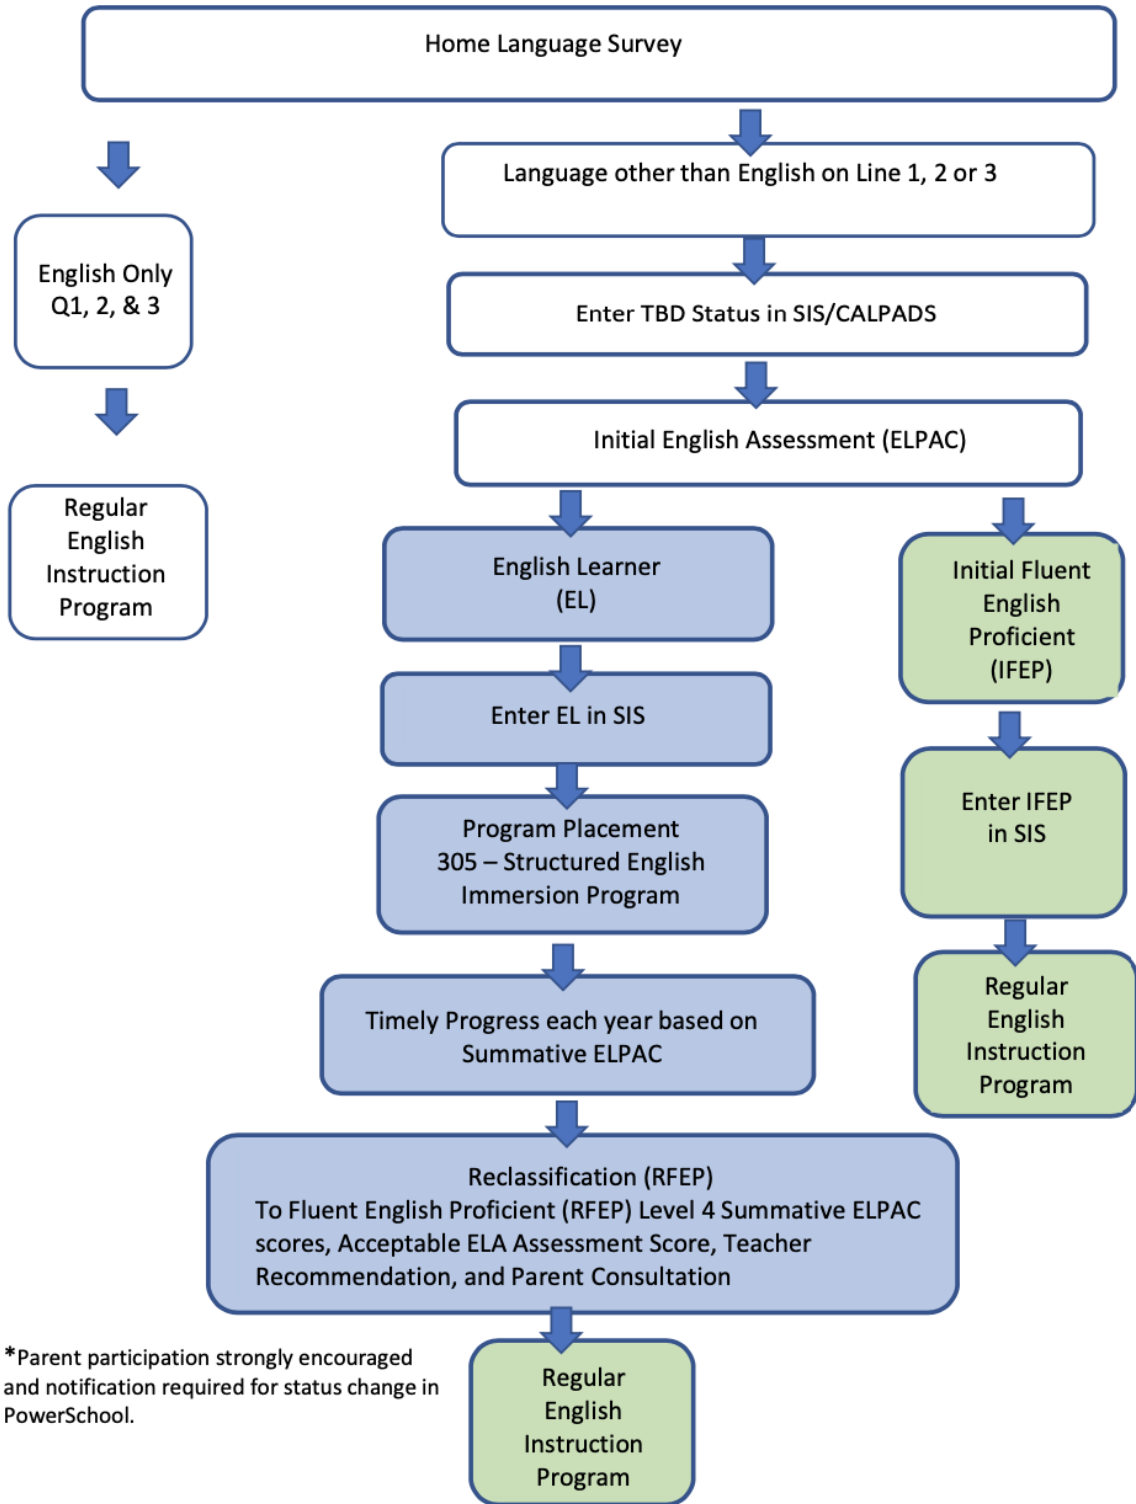 Home Language Survey
Language other than English on Line 1, 2 or 3
English Only
Q1, 2, & 3
Enter TBD Status in SIS/CALPADS
Initial English Assessment (ELPAC)
Regular
English
Instruction
Program
English Learner
(EL)
Initial Fluent
English
Proficient
(IFEP)
Enter EL in SIS
Enter IFEP
in SIS
Program Placement
305 – Structured English
Immersion Program
Regular
English
Instruction
Program
Timely Progress each year based on
Summative ELPAC
Reclassification (RFEP)
To Fluent English Proficient (RFEP) Level 4 Summative ELPAC
scores, Acceptable ELA Assessment Score, Teacher
Recommendation, and Parent Consultation
*Parent participation strongly encouraged
and notification required for status change in
PowerSchool.
Regular
English
Instruction
Program